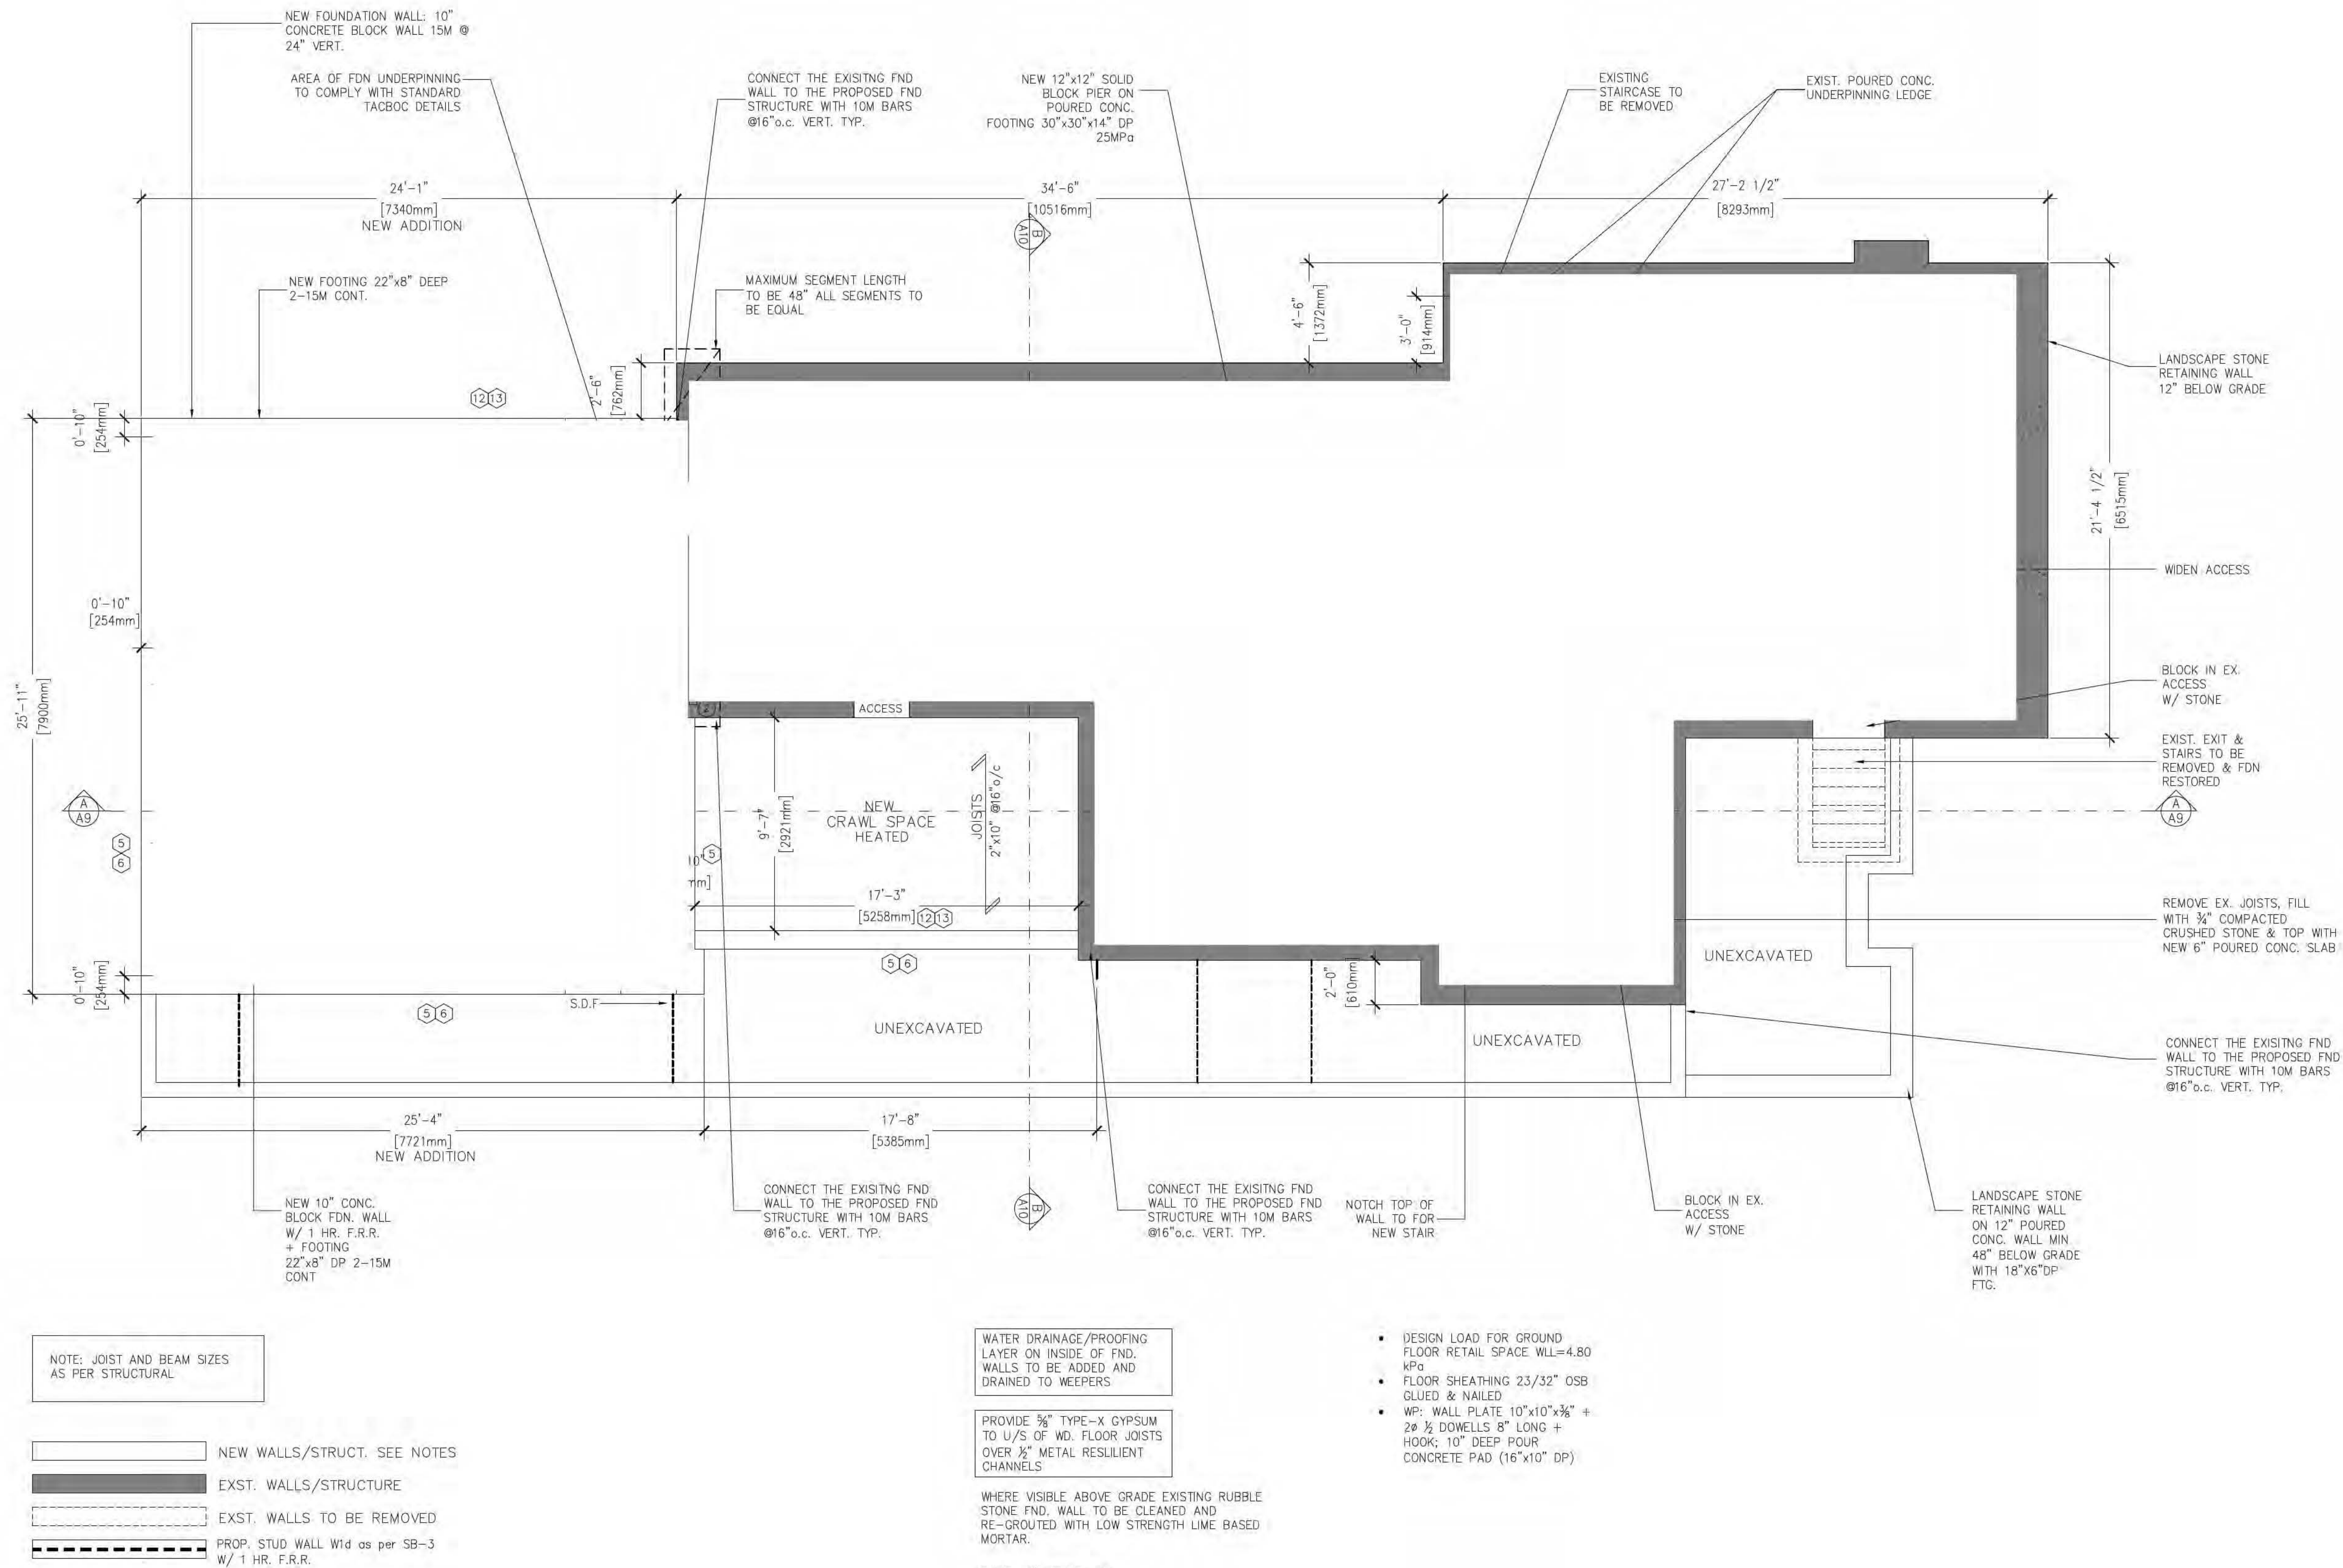 NEW FOUNDATION WALL: 10"
CONCRETE BLOCK WALL 15M @
24" VERT.
AREA OF FDN UNDERPINNING
TO COMPLY WITH STANDARD
TACBOC DETAILS
CONNECT THE EXISITNG FND
WALL TO THE PROPOSED FND
STRUCTURE WITH 10M BARS
@16"o.c. VERT. TYP.
NEW 12"x12" SOLID
BLOCK PIER ON
POURED CONC.
FOOTING 30"x30"x14" DP
25MPa
EXISTING
STAIRCASE TO
BE REMOVED
EXIST. POURED CONC.
UNDERPINNING LEDGE
24'-1"
[7340mm]
NEW ADDITION
34'-6"
[10516mm]
27'-2 1/2"
[8293mm]
B
A10
NEW FOOTING 22"x8" DEEP
2-15M CONT.
MAXIMUM SEGMENT LENGTH
TO BE 48" ALL SEGMENTS TO
BE EQUAL
4'-6"
[1372mm]
3'-0"
[914mm]
LANDSCAPE STONE
RETAINING WALL
12" BELOW GRADE
12 13
2'-6"
[762mm]
0'-10"
[254mm]
21'-4 1/2"
[6515mm]
WIDEN ACCESS
0'-10"
[254mm]
25'-11"
[7900mm]
BLOCK IN EX.
ACCESS
W/ STONE
2
ACCESS
EXIST. EXIT &
STAIRS TO BE
REMOVED & FDN
RESTORED
A
A9
NEW
CRAWL SPACE
HEATED
9'-7"
[2921mm]
JOISTS
2"x10" @16"o/c
A
A9
5
6
10"
5
mm]
17'-3"
[5258mm]
12 13
REMOVE EX. JOISTS, FILL
WITH ¾" COMPACTED
CRUSHED STONE & TOP WITH
NEW 6" POURED CONC. SLAB
UNEXCAVATED
5 6
0'-10"
[254mm]
2'-0"
[610mm]
S.D.F
5 6
UNEXCAVATED
UNEXCAVATED
CONNECT THE EXISITNG FND
WALL TO THE PROPOSED FND
STRUCTURE WITH 10M BARS
@16"o.c. VERT. TYP.
25'-4"
[7721mm]
NEW ADDITION
17'-8"
[5385mm]
NEW 10" CONC.
BLOCK FDN. WALL
W/ 1 HR. F.R.R.
+ FOOTING
22"x8" DP 2-15M
CONT
CONNECT THE EXISITNG FND
WALL TO THE PROPOSED FND
STRUCTURE WITH 10M BARS
@16"o.c. VERT. TYP.
B
A10
CONNECT THE EXISITNG FND
WALL TO THE PROPOSED FND
STRUCTURE WITH 10M BARS
@16"o.c. VERT. TYP.
NOTCH TOP OF
WALL TO FOR
NEW STAIR
BLOCK IN EX.
ACCESS
W/ STONE
LANDSCAPE STONE
RETAINING WALL
ON 12" POURED
CONC. WALL MIN
48" BELOW GRADE
WITH 18"X6"DP
FTG.
NOTE: JOIST AND BEAM SIZES
AS PER STRUCTURAL
NEW WALLS/STRUCT. SEE NOTES
EXST. WALLS/STRUCTURE
EXST. WALLS TO BE REMOVED
PROP. STUD WALL W1d as per SB-3
W/ 1 HR. F.R.R.
WATER DRAINAGE/PROOFING
LAYER ON INSIDE OF FND.
WALLS TO BE ADDED AND
DRAINED TO WEEPERS
PROVIDE ⅝" TYPE-X GYPSUM
TO U/S OF WD. FLOOR JOISTS
OVER ½" METAL RESLILIENT
CHANNELS
WHERE VISIBLE ABOVE GRADE EXISTING RUBBLE
STONE FND. WALL TO BE CLEANED AND
RE-GROUTED WITH LOW STRENGTH LIME BASED
MORTAR.
• DESIGN LOAD FOR GROUND
FLOOR RETAIL SPACE WLL=4.80
kPa
• FLOOR SHEATHING 23/32" OSB
GLUED & NAILED
• WP: WALL PLATE 10"x10"x⅜" +
2ø ½ DOWELLS 8" LONG +
HOOK; 10" DEEP POUR
CONCRETE PAD (16"x10" DP)